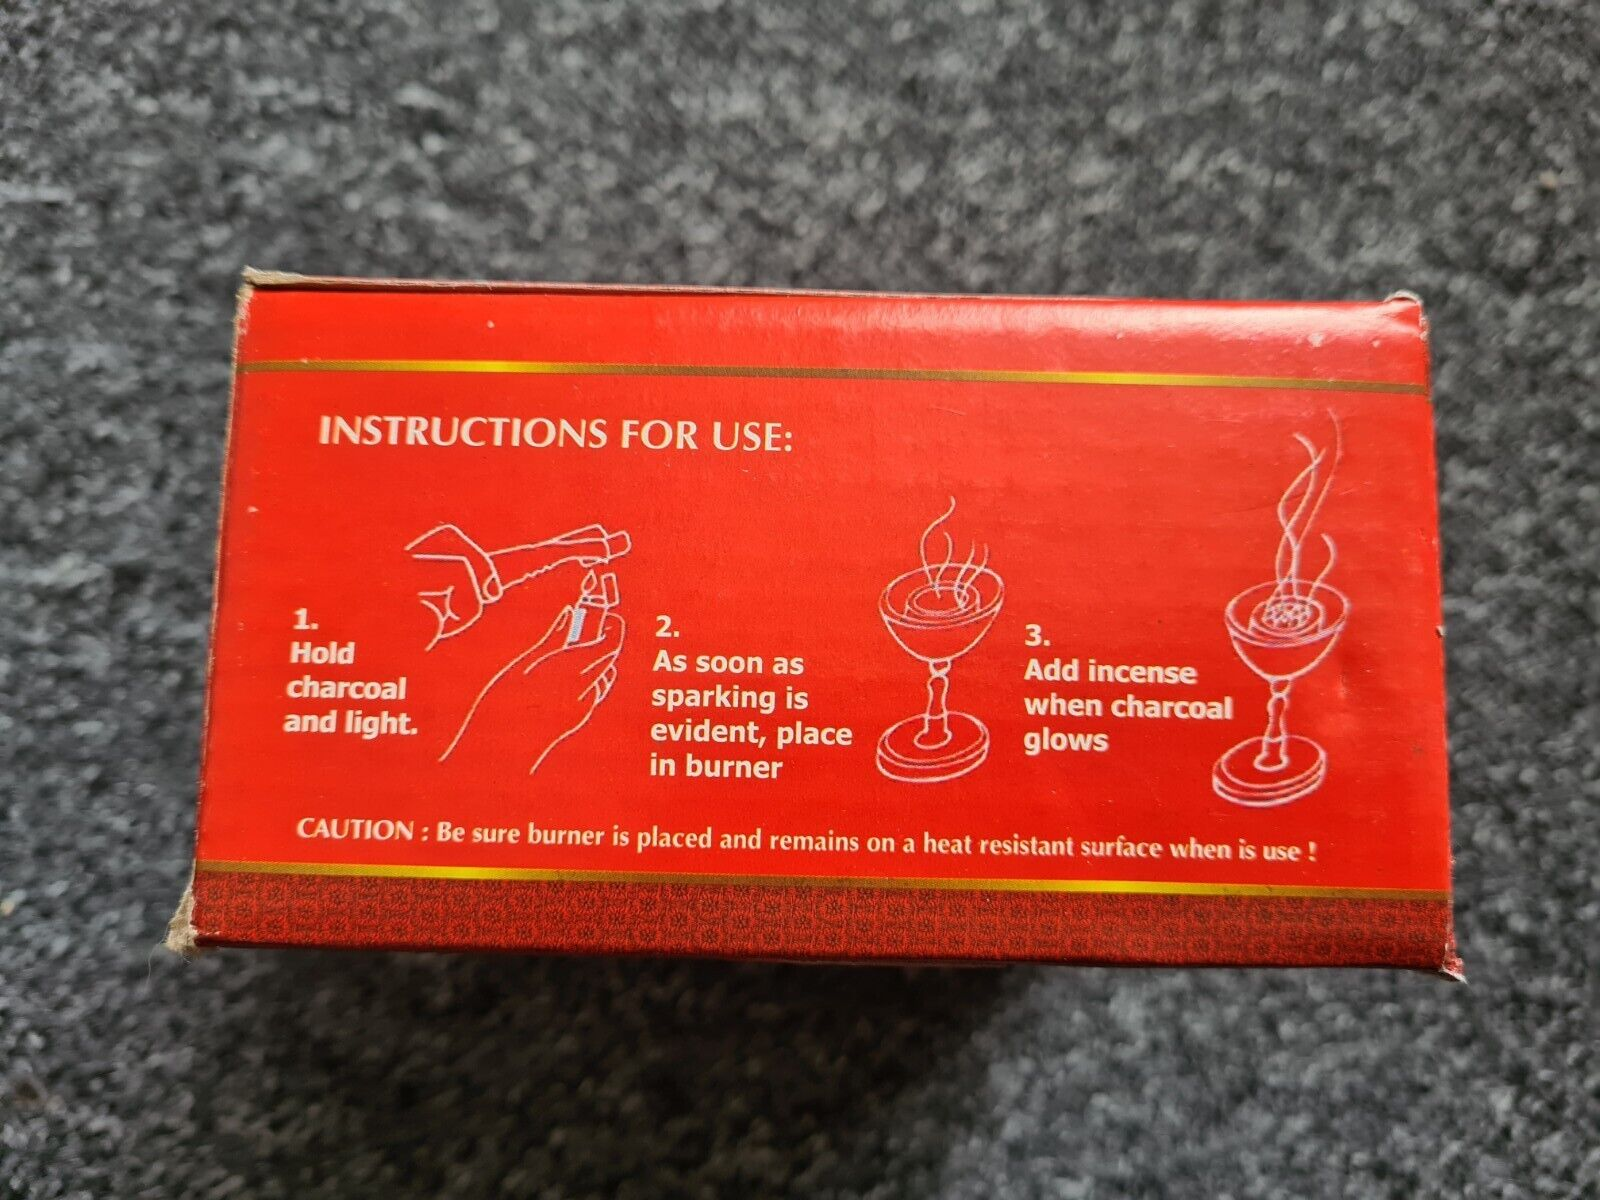 INSTRUCTIONS FOR USE:
1.
Hold
charcoal
and light.
2.
As soon as
sparking is
evident, place
in burner
3.
Add incense
when charcoal
glows
CAUTION : Be sure burner is placed and remains on a heat resistant surface when is use !